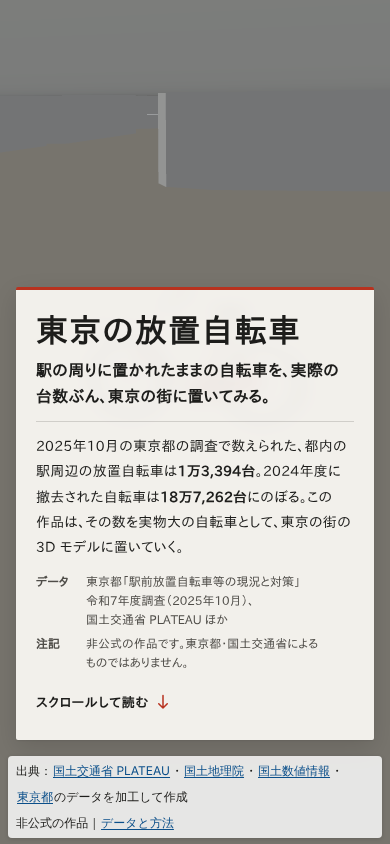 東京の放置自転車
駅の周りに置かれたままの自転車を、実際の
台数ぶん、東京の街に置いてみる。
2025年10月の東京都の調査で数えられた、都内の
駅周辺の放置自転車は1万3,394台。2024年度に
撤去された自転車は18万7,262台にのぼる。この
作品は、その数を実物大の自転車として、東京の街の
3D モデルに置いていく。
データ 東京都「駅前放置自転車等の現況と対策」
令和7年度調査（2025年10月）、
国土交通省 PLATEAU ほか
注記 非公式の作品です。東京都・国土交通省による
ものではありません。
スクロールして読む ↓
出典：国土交通省 PLATEAU・国土地理院・国土数値情報・
東京都のデータを加工して作成
非公式の作品｜データと方法